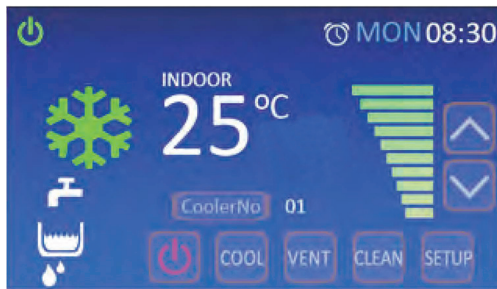 MON 08:30
INDOOR
25 °C
CoolerNo 01
COOL VENT CLEAN SETUP